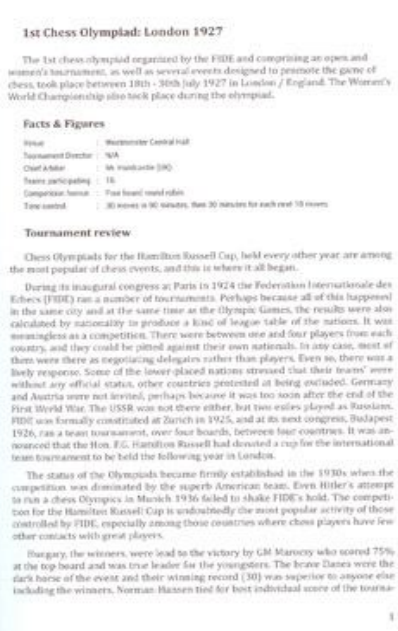 1st Chess Olympiad: London 1927
The 1st chess olympiad organized by the FIDE and comprising an open and
women's tournament, as well as several events designed to promote the game of
chess, took place between 18th - 30th July 1927 in London / England. The Women's
World Championship also took place during the olympiad.
Facts & Figures
Venue : Westminster Central Hall
Tournament Director : N/A
Chief Arbiter : Mr. (UK)
Teams participating : 16
Competition format : Four board round robin
Time control : 30 moves in 90 minutes, then 30 minutes for each next 10 moves
Tournament review
Chess Olympiads for the Hamilton Russell Cup, held every other year are among
the most popular of chess events, and this is where it all began.
During its inaugural congress at Paris in 1924 the Federation Internationale des
Echecs (FIDE) ran a number of tournaments. Perhaps because all of this happened
in the same city and at the same time as the Olympic Games, the results were also
calculated by nationality to produce a kind of league table of the nations. It was
meaningless as a competition. There were between one and four players from each
country, and they could be pitted against their own nationals. In any case, most of
them were there as negotiating delegates rather than players. Even so, there was a
lively response. Some of the lower-placed nations stressed that their teams' were
without any official status, other countries protested at being excluded. Germany
and Austria were not invited, perhaps because it was too soon after the end of the
First World War. The USSR was not there either, but two exiles played as Russians.
FIDE was formally constituted at Zurich in 1925, and at its next congress, Budapest
1926, ran a team tournament, over four boards, between four countries. It was an-
nounced that the Hon. F.G. Hamilton Russell had donated a cup for the international
team tournament to be held the following year in London.
The status of the Olympiads became firmly established in the 1930s when the
competition was dominated by the superb American team. Even Hitler's attempt
to run a chess Olympics in Munich 1936 failed to shake FIDE's hold. The competi-
tion for the Hamilton Russell Cup is undoubtedly the most popular activity of those
controlled by FIDE, especially among those countries where chess players have few
other contacts with great players.
Hungary, the winners, were lead to the victory by GM Maroczy who scored 75%
at the top board and was true leader for the youngsters. The brave Danes were the
dark horse of the event and their winning record (30) was superior to anyone else
including the winners. Norman-Hansen tied for best individual score of the tourna-
1